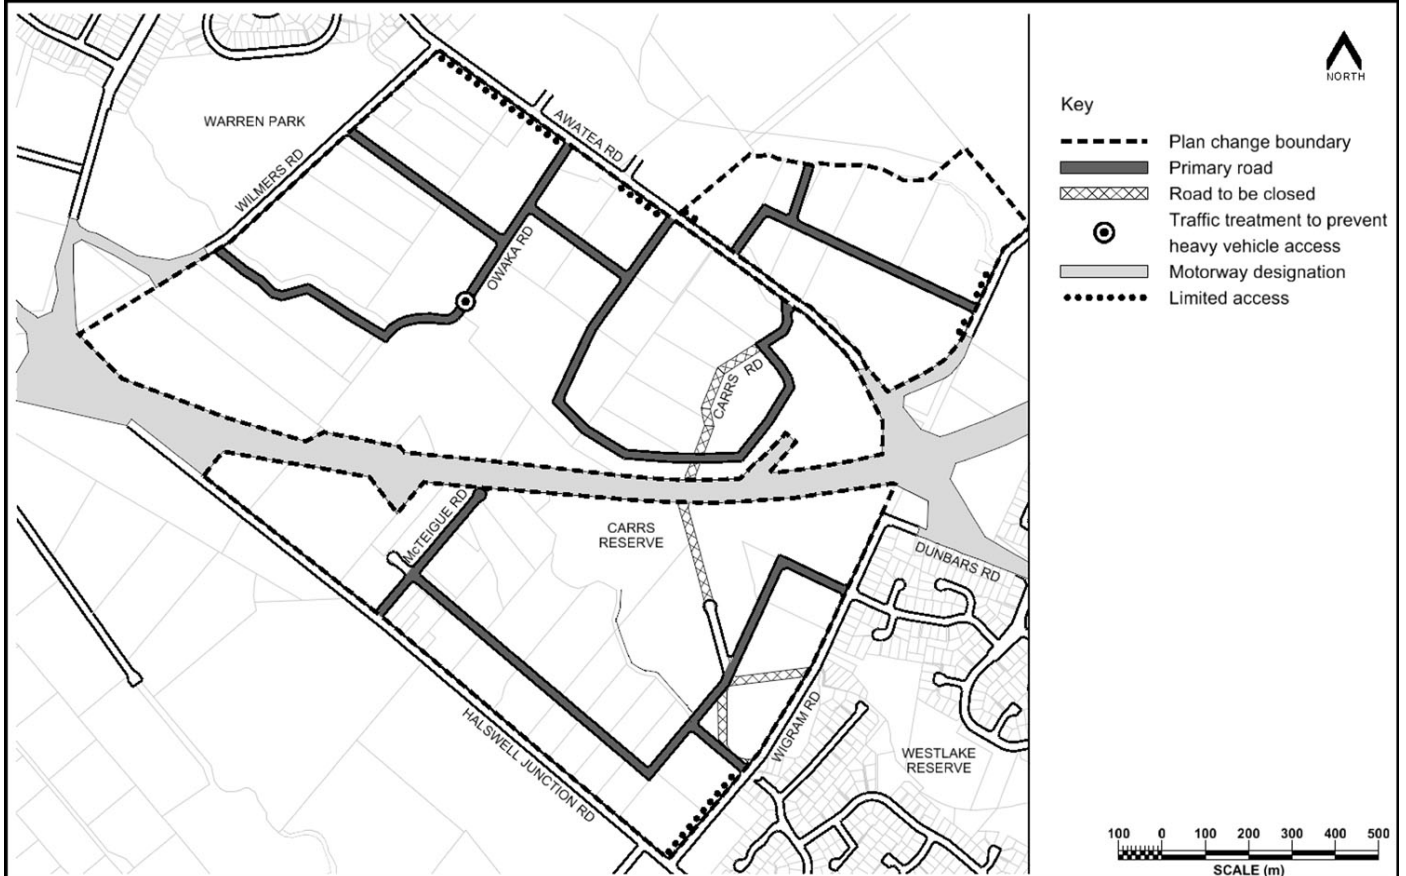 WARREN PARK
WILMERS RD
AWATEA RD
OWAKA RD
CARRS
RD
McTEIGUE RD
CARRS
RESERVE
DUNBARS RD
HALSWELL JUNCTION RD
WIGRAM RD
WESTLAKE
RESERVE
NORTH
Key
Plan change boundary
Primary road
Road to be closed
Traffic treatment to prevent
heavy vehicle access
Motorway designation
Limited access
100 0 100 200 300 400 500
SCALE (m)